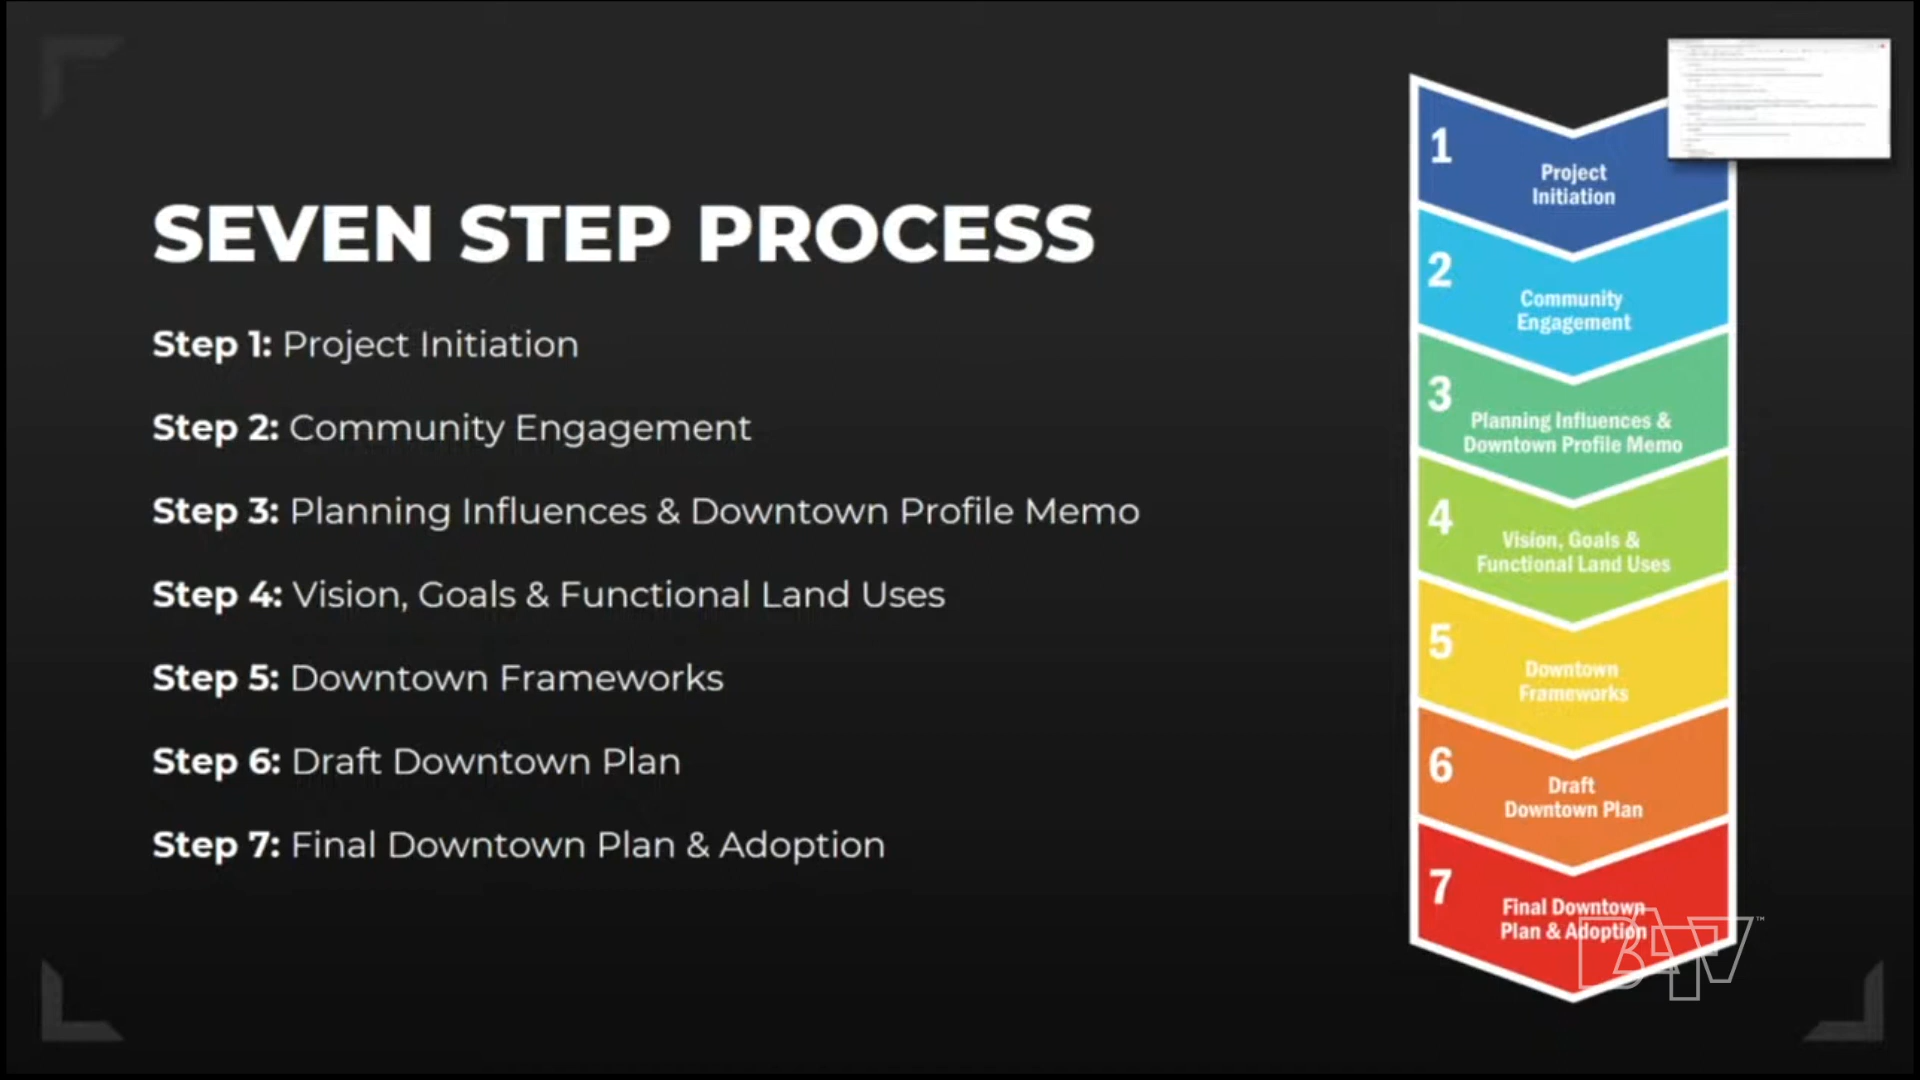 SEVEN STEP PROCESS
Step 1: Project Initiation
Step 2: Community Engagement
Step 3: Planning Influences & Downtown Profile Memo
Step 4: Vision, Goals & Functional Land Uses
Step 5: Downtown Frameworks
Step 6: Draft Downtown Plan
Step 7: Final Downtown Plan & Adoption
1
Project
Initiation
2
Community
Engagement
3
Planning Influences &
Downtown Profile Memo
4
Vision, Goals &
Functional Land Uses
5
Downtown
Frameworks
6
Draft
Downtown Plan
7
Final Downtown
Plan & Adoption
BATV™